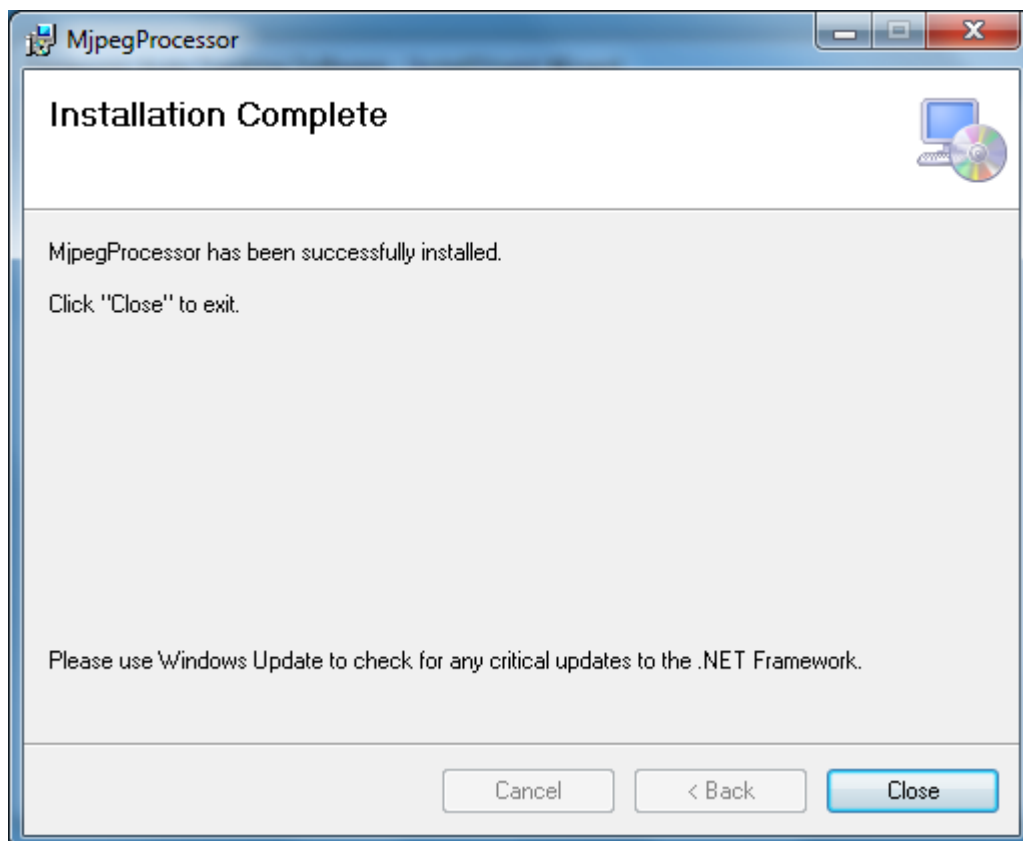 MjpegProcessor
Installation Complete
MjpegProcessor has been successfully installed.
Click "Close" to exit.
Please use Windows Update to check for any critical updates to the .NET Framework.
Cancel
< Back
Close